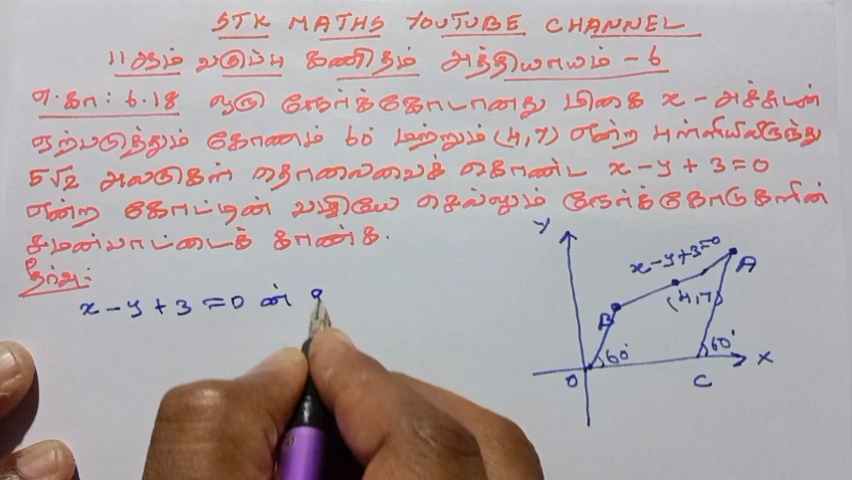 STK MATHS YOUTUBE CHANNEL
11ஆம் வகுப்பு கணிதம் அத்தியாயம் - 6
எ.கா: 6.18 ஒரு நேர்க்கோடானது மிகை x - அச்சுடன்
ஏற்படுத்தும் கோணம் 60° மற்றும் (4,7) என்ற புள்ளியிலிருந்து
5√2 அலகுகள் தொலைவைக் கொண்ட x - y + 3 = 0
என்ற கோட்டின் வழியே செல்லும் நேர்க்கோடுகளின்
சமன்பாட்டைக் காண்க.
தீர்வு:
x - y + 3 = 0 ன்
Y
x - y + 3 = 0
A
(4,7)
B
60°
60°
X
O
C